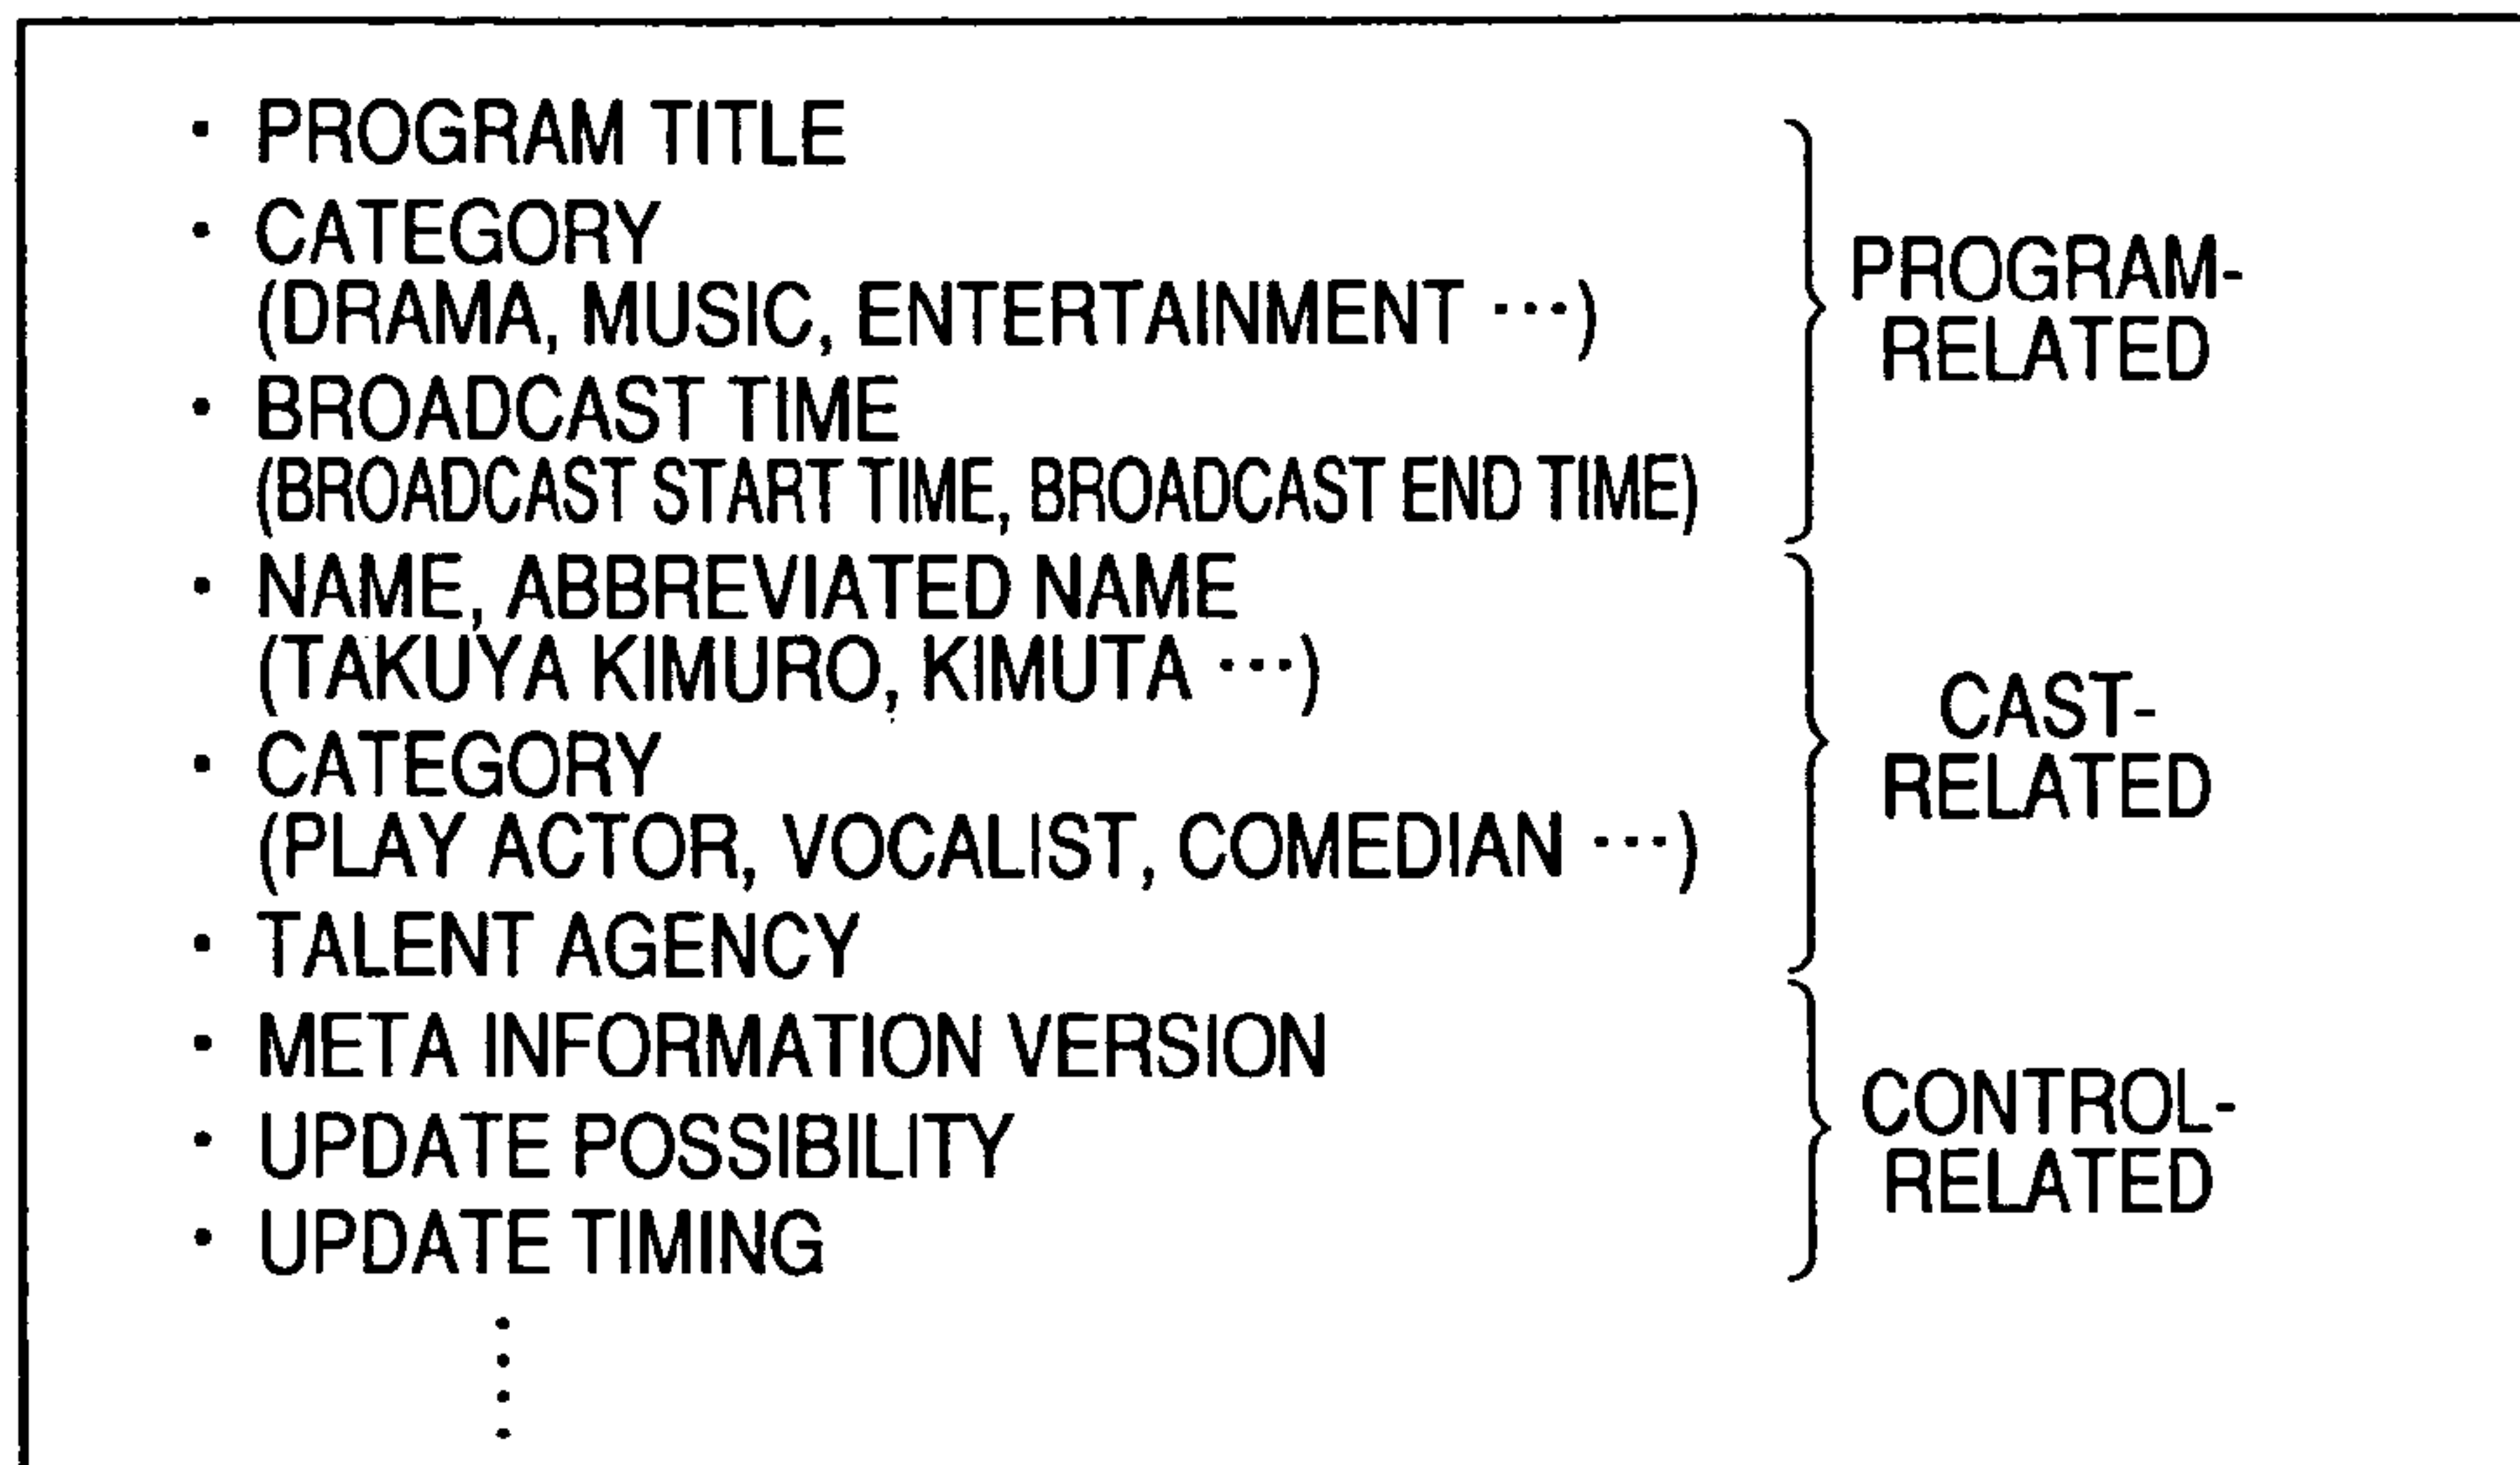 • PROGRAM TITLE
• CATEGORY
(DRAMA, MUSIC, ENTERTAINMENT ···)
• BROADCAST TIME
(BROADCAST START TIME, BROADCAST END TIME)
PROGRAM-
RELATED
• NAME, ABBREVIATED NAME
(TAKUYA KIMURO, KIMUTA ···)
• CATEGORY
(PLAY ACTOR, VOCALIST, COMEDIAN ···)
• TALENT AGENCY
CAST-
RELATED
• META INFORMATION VERSION
• UPDATE POSSIBILITY
• UPDATE TIMING
CONTROL-
RELATED